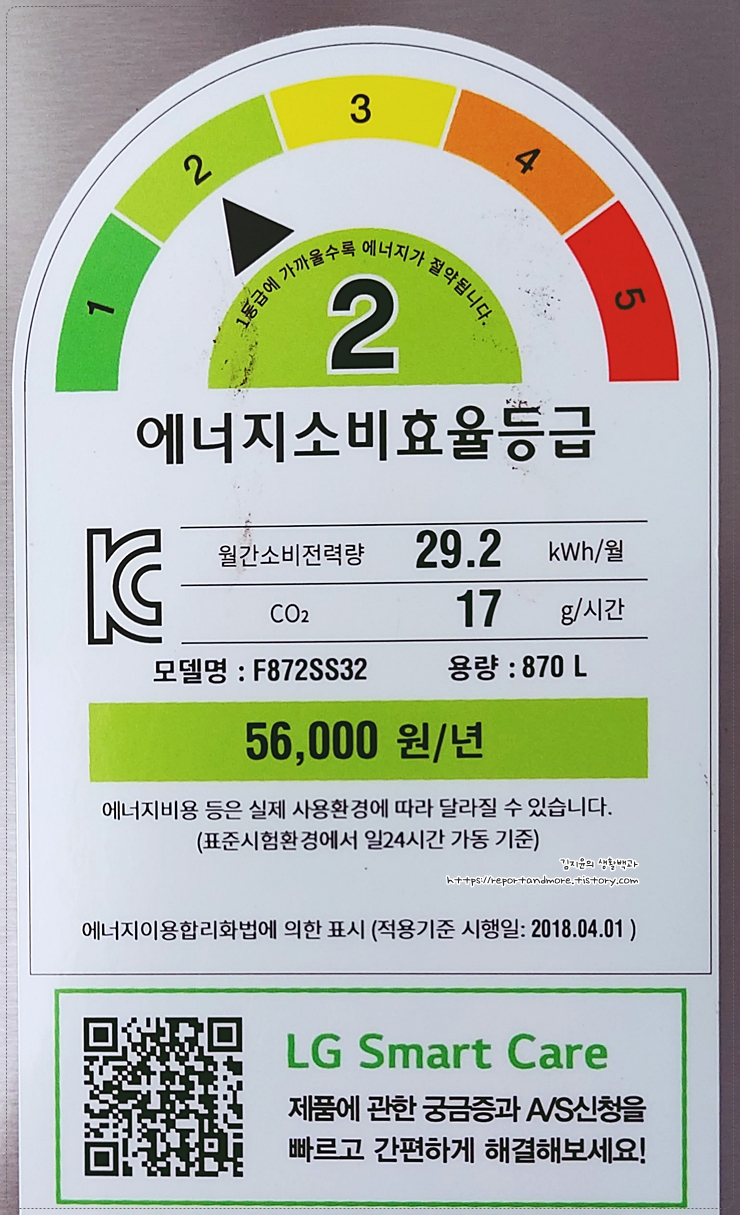 1
2
3
4
5
1등급에 가까울수록 에너지가 절약됩니다.
2
에너지소비효율등급
월간소비전력량 29.2 kWh/월
CO₂ 17 g/시간
모델명 : F872SS32 용량 : 870 L
56,000 원/년
에너지비용 등은 실제 사용환경에 따라 달라질 수 있습니다.
(표준시험환경에서 일24시간 가동 기준)
김지윤의 생활백과
https://reportandmore.tistory.com
에너지이용합리화법에 의한 표시 (적용기준 시행일: 2018.04.01 )
LG Smart Care
제품에 관한 궁금증과 A/S신청을
빠르고 간편하게 해결해보세요!